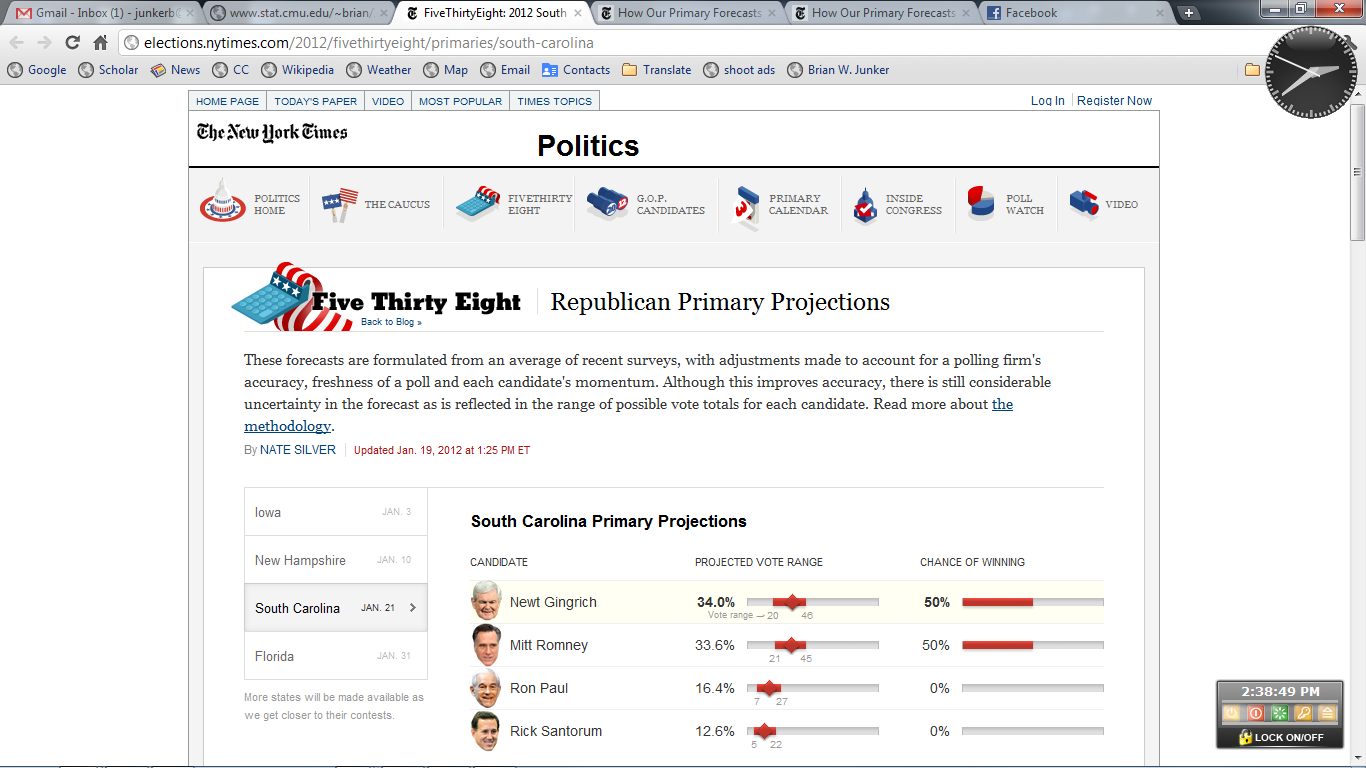 Gmail - Inbox (1) - junkerb@
www.stat.cmu.edu/~brian/
FiveThirtyEight: 2012 South
How Our Primary Forecasts
How Our Primary Forecasts
Facebook
elections.nytimes.com/2012/fivethirtyeight/primaries/south-carolina
Google Scholar News CC Wikipedia Weather Map Email Contacts Translate shoot ads Brian W. Junker
HOME PAGE TODAY'S PAPER VIDEO MOST POPULAR TIMES TOPICS
Log In Register Now
The New York Times
Politics
POLITICS HOME
THE CAUCUS
FIVETHIRTY EIGHT
G.O.P. CANDIDATES
PRIMARY CALENDAR
INSIDE CONGRESS
POLL WATCH
VIDEO
Five Thirty Eight
Back to Blog »
Republican Primary Projections
These forecasts are formulated from an average of recent surveys, with adjustments made to account for a polling firm's
accuracy, freshness of a poll and each candidate's momentum. Although this improves accuracy, there is still considerable
uncertainty in the forecast as is reflected in the range of possible vote totals for each candidate. Read more about the
methodology.
By NATE SILVER Updated Jan. 19, 2012 at 1:25 PM ET
Iowa JAN. 3
New Hampshire JAN. 10
South Carolina JAN. 21
Florida JAN. 31
More states will be made available as
we get closer to their contests.
South Carolina Primary Projections
CANDIDATE PROJECTED VOTE RANGE CHANCE OF WINNING
Newt Gingrich 34.0% 50%
Vote range — 20 46
Mitt Romney 33.6% 50%
21 45
Ron Paul 16.4% 0%
7 27
Rick Santorum 12.6% 0%
5 22
2:38:49 PM
LOCK ON/OFF